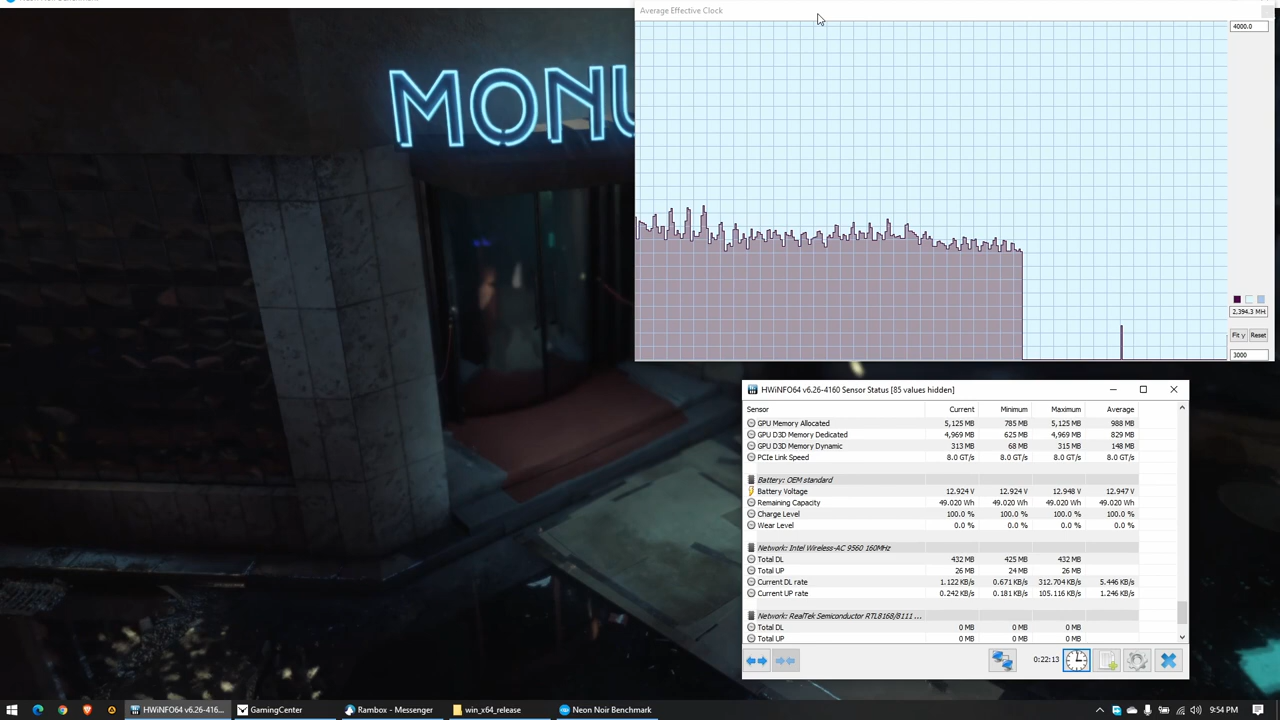 Neon Noir Benchmark
Average Effective Clock
4000.0
MONU
2,394.3 MH
Fit y Reset
3000
HWiNFO64 v6.26-4160 Sensor Status [85 values hidden]
Sensor Current Minimum Maximum Average
GPU Memory Allocated 5,125 MB 785 MB 5,125 MB 988 MB
GPU D3D Memory Dedicated 4,969 MB 625 MB 4,969 MB 829 MB
GPU D3D Memory Dynamic 313 MB 68 MB 315 MB 148 MB
PCIe Link Speed 8.0 GT/s 8.0 GT/s 8.0 GT/s 8.0 GT/s
Battery: OEM standard
Battery Voltage 12.924 V 12.924 V 12.948 V 12.947 V
Remaining Capacity 49.020 Wh 49.020 Wh 49.020 Wh 49.020 Wh
Charge Level 100.0 % 100.0 % 100.0 % 100.0 %
Wear Level 0.0 % 0.0 % 0.0 % 0.0 %
Network: Intel Wireless-AC 9560 160MHz
Total DL 432 MB 425 MB 432 MB
Total UP 26 MB 24 MB 26 MB
Current DL rate 1.122 KB/s 0.671 KB/s 312.704 KB/s 5.446 KB/s
Current UP rate 0.242 KB/s 0.181 KB/s 105.116 KB/s 1.246 KB/s
Network: RealTek Semiconductor RTL8168/8111 ...
Total DL 0 MB 0 MB 0 MB
Total UP 0 MB 0 MB 0 MB
0:22:13
HWiNFO64 v6.26-416... GamingCenter Rambox - Messenger win_x64_release Neon Noir Benchmark 9:54 PM